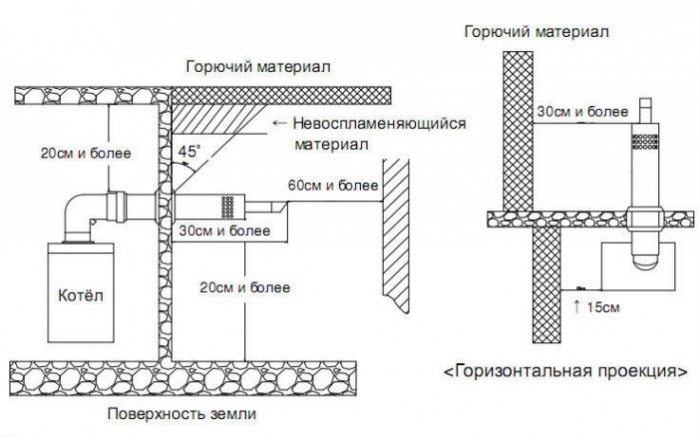 Горючий материал
Невоспламеняющийся
материал
20см и более
45°
60см и более
30см и более
20см и более
Котёл
Поверхность земли
Горючий материал
30см и более
15см
<Горизонтальная проекция>